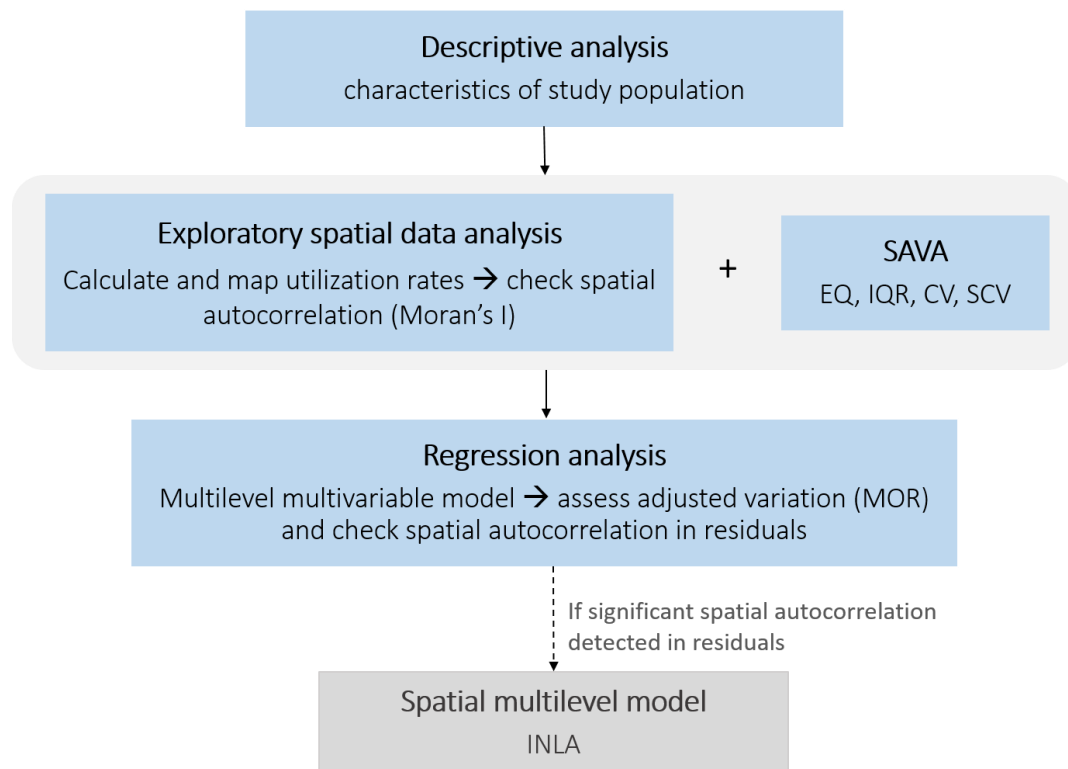 Descriptive analysis
characteristics of study population
Exploratory spatial data analysis
Calculate and map utilization rates → check spatial
autocorrelation (Moran’s I)
+
SAVA
EQ, IQR, CV, SCV
Regression analysis
Multilevel multivariable model → assess adjusted variation (MOR)
and check spatial autocorrelation in residuals
If significant spatial autocorrelation
detected in residuals
Spatial multilevel model
INLA